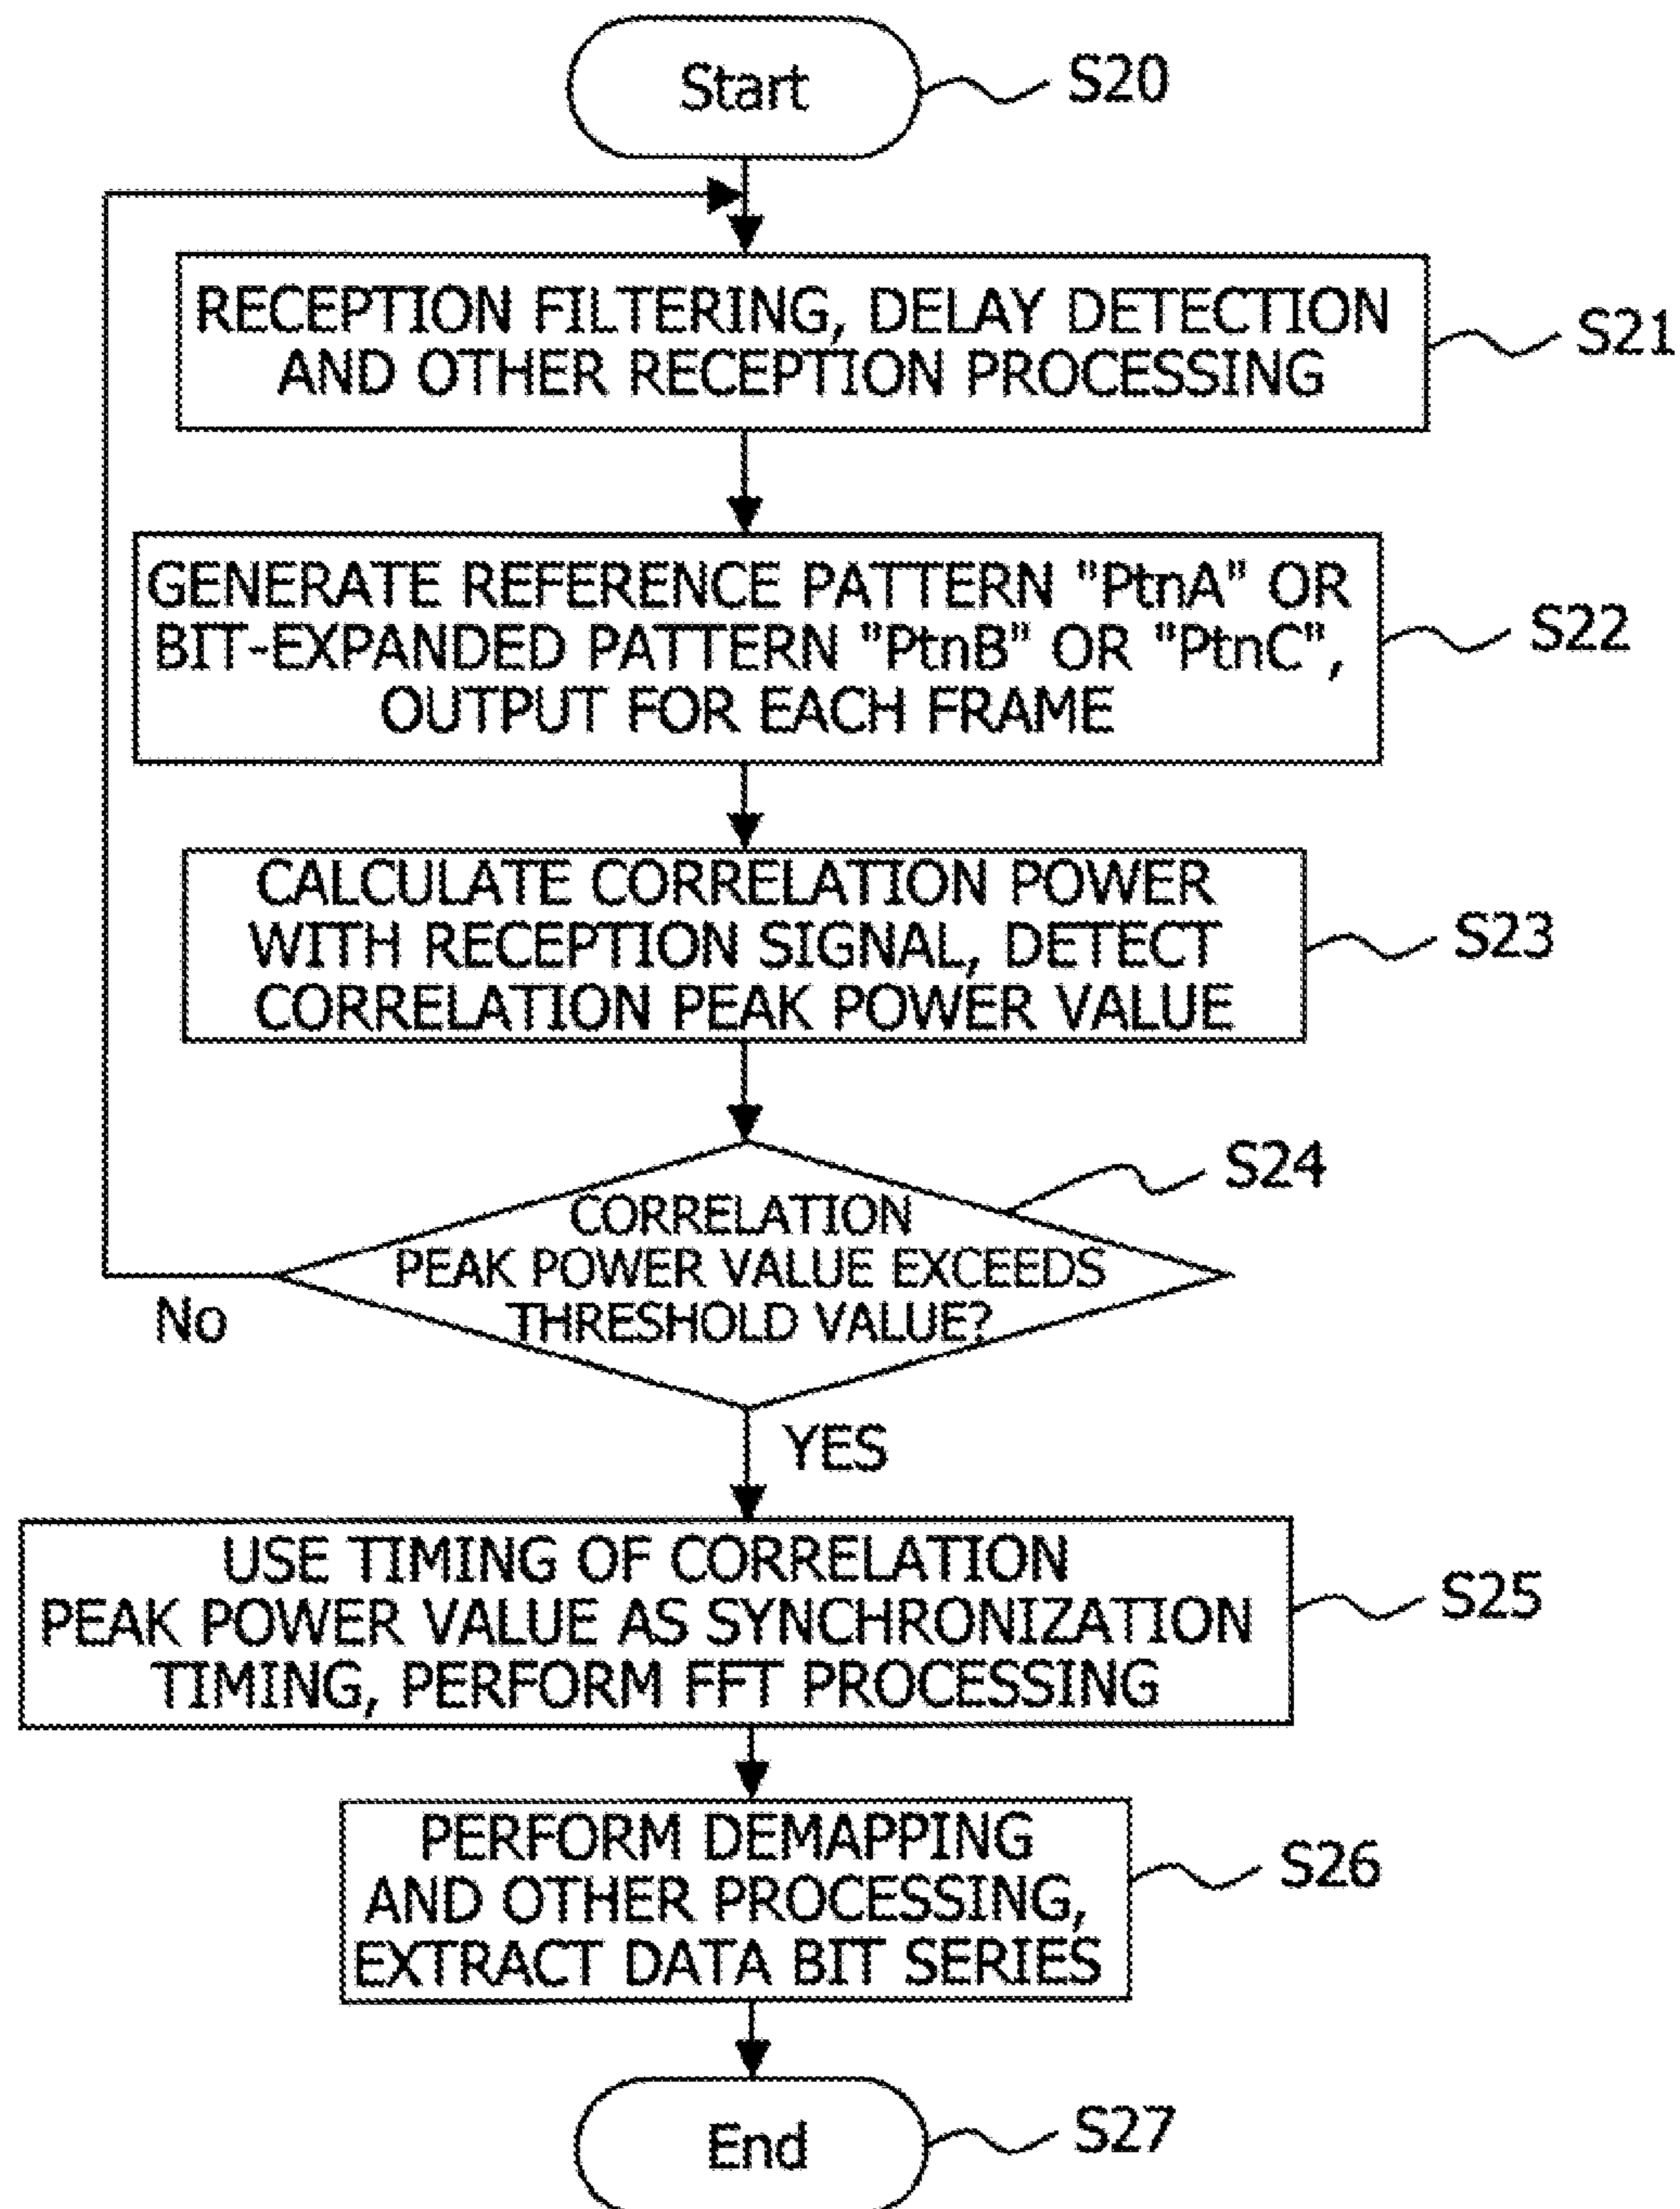 Start
S20
RECEPTION FILTERING, DELAY DETECTION
AND OTHER RECEPTION PROCESSING
S21
GENERATE REFERENCE PATTERN "PtnA" OR
BIT-EXPANDED PATTERN "PtnB" OR "PtnC",
OUTPUT FOR EACH FRAME
S22
CALCULATE CORRELATION POWER
WITH RECEPTION SIGNAL, DETECT
CORRELATION PEAK POWER VALUE
S23
S24
CORRELATION
PEAK POWER VALUE EXCEEDS
THRESHOLD VALUE?
No
YES
USE TIMING OF CORRELATION
PEAK POWER VALUE AS SYNCHRONIZATION
TIMING, PERFORM FFT PROCESSING
S25
PERFORM DEMAPPING
AND OTHER PROCESSING,
EXTRACT DATA BIT SERIES
S26
End
S27